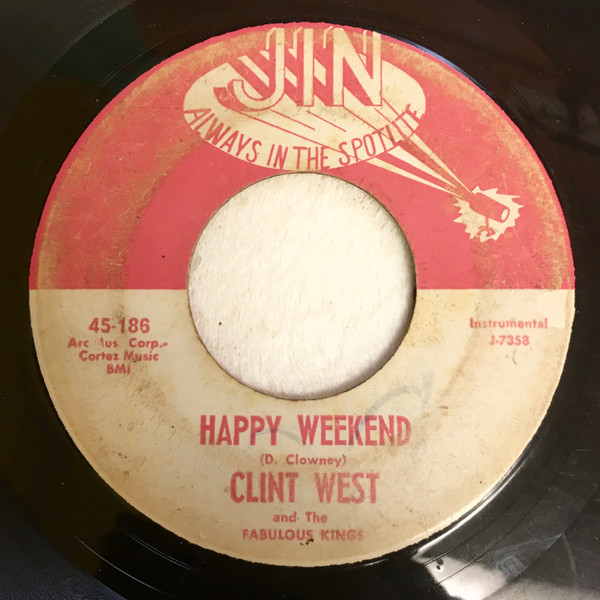 JIN
ALWAYS IN THE SPOTLITE
45-186
Arc Corp.
Cortez Music
BMI
Instrumental
J-7358
HAPPY WEEKEND
(D. Clowney)
CLINT WEST
and The
FABULOUS KINGS